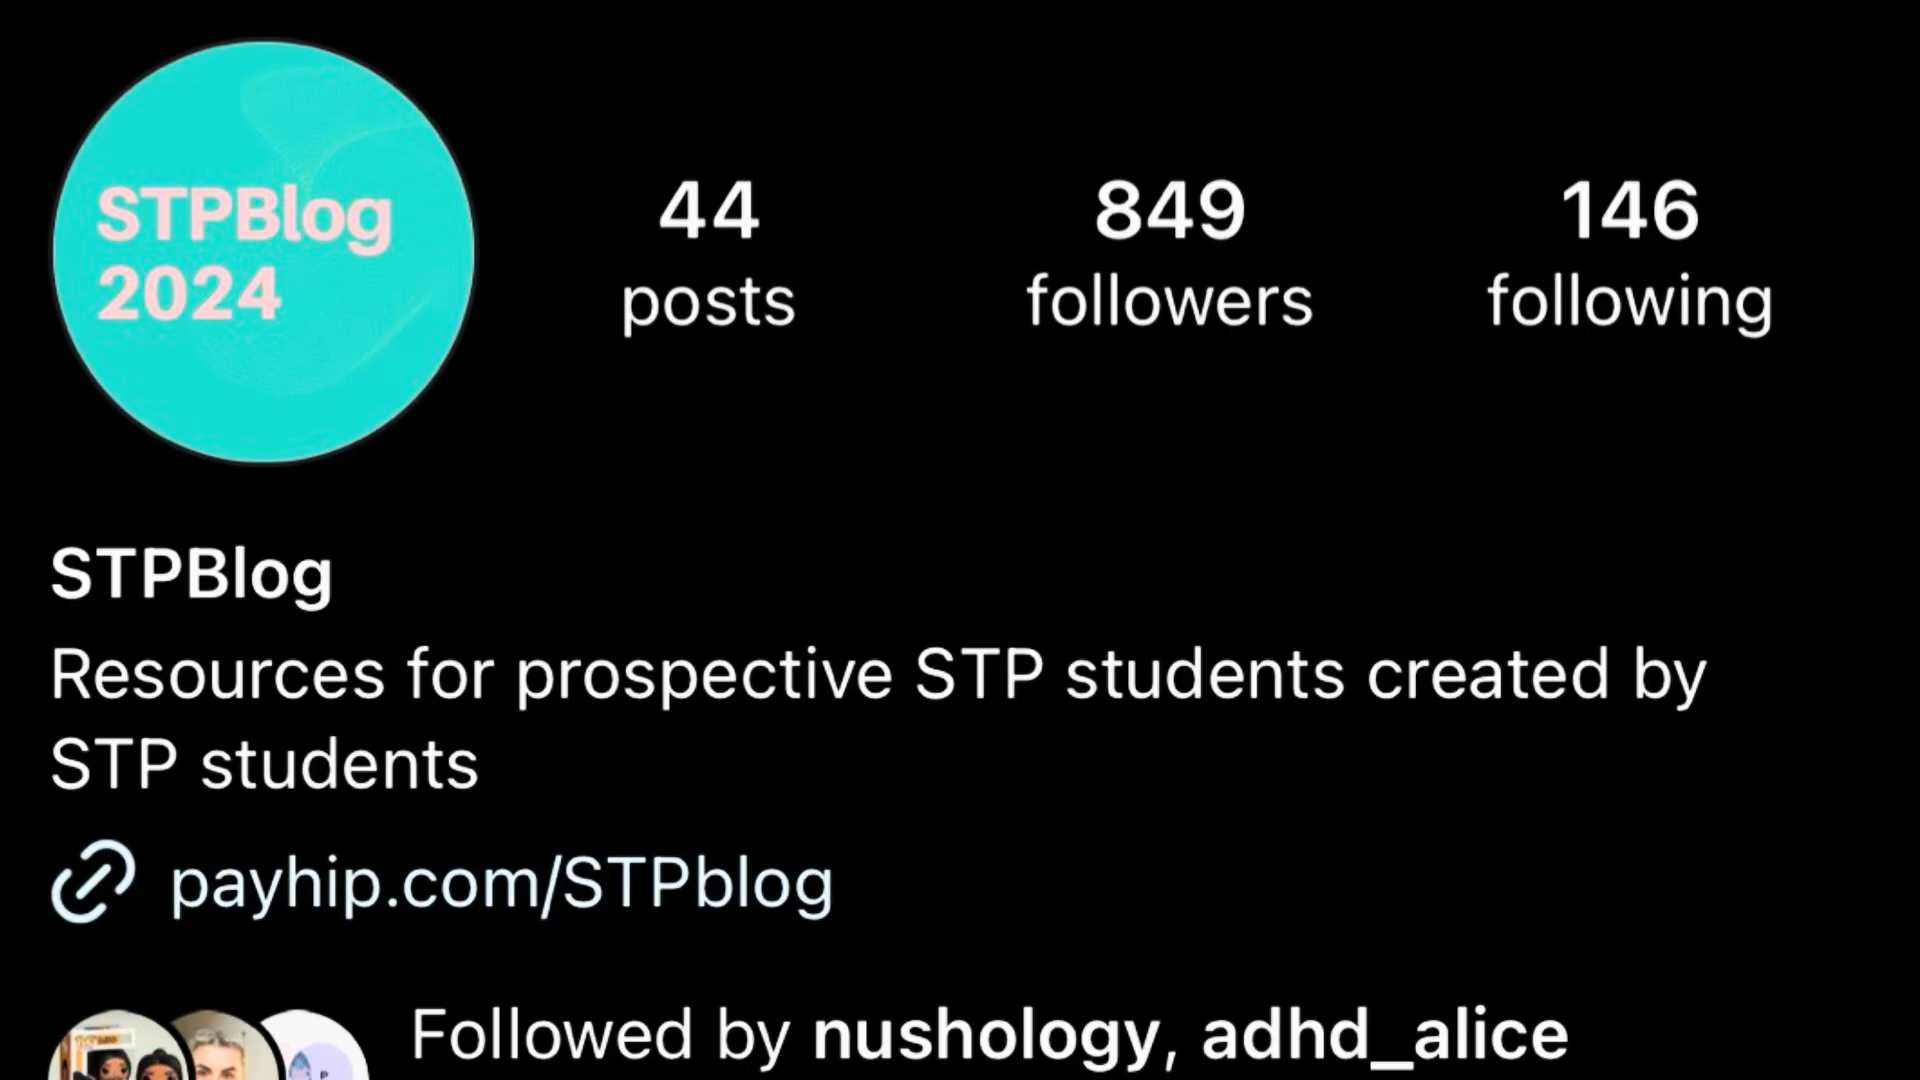 STPBlog
2024
44
posts
849
followers
146
following
STPBlog
Resources for prospective STP students created by
STP students
payhip.com/STPblog
Followed by nushology, adhd_alice